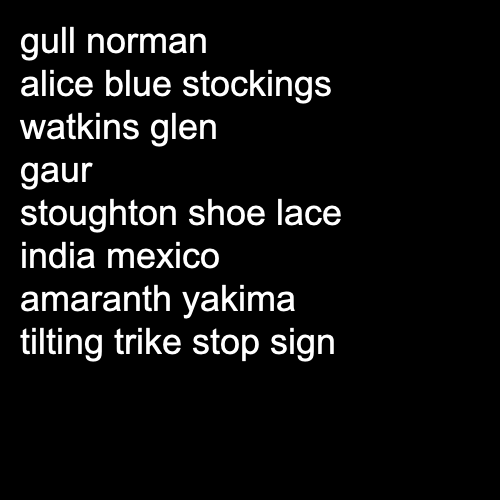 gull norman
alice blue stockings
watkins glen
gaur
stoughton shoe lace
india mexico
amaranth yakima
tilting trike stop sign